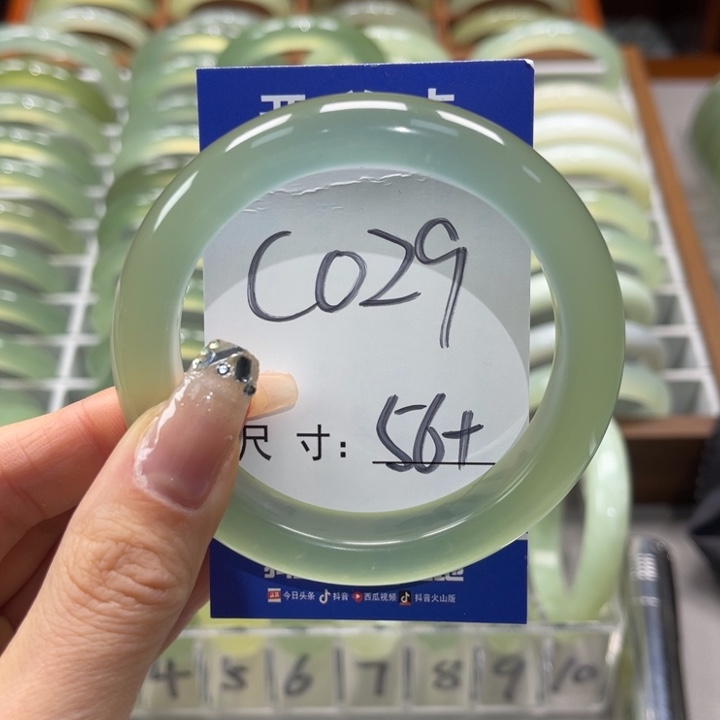 C029
尺寸: 56+
今日头条 抖音 西瓜视频 抖音火山版
4 5 6 7 8 9 10